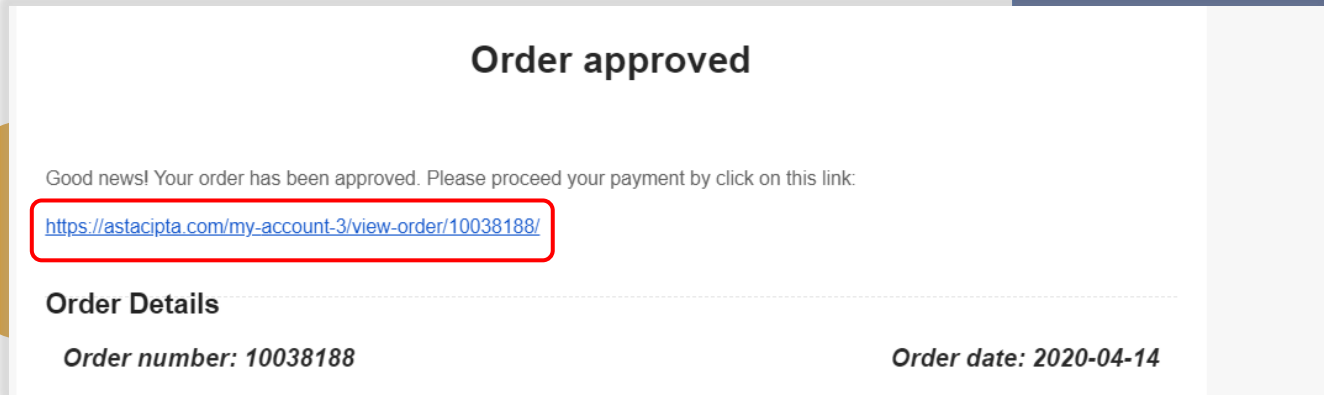 Order approved
Good news! Your order has been approved. Please proceed your payment by click on this link:
https://astacipta.com/my-account-3/view-order/10038188/
Order Details
Order number: 10038188 Order date: 2020-04-14